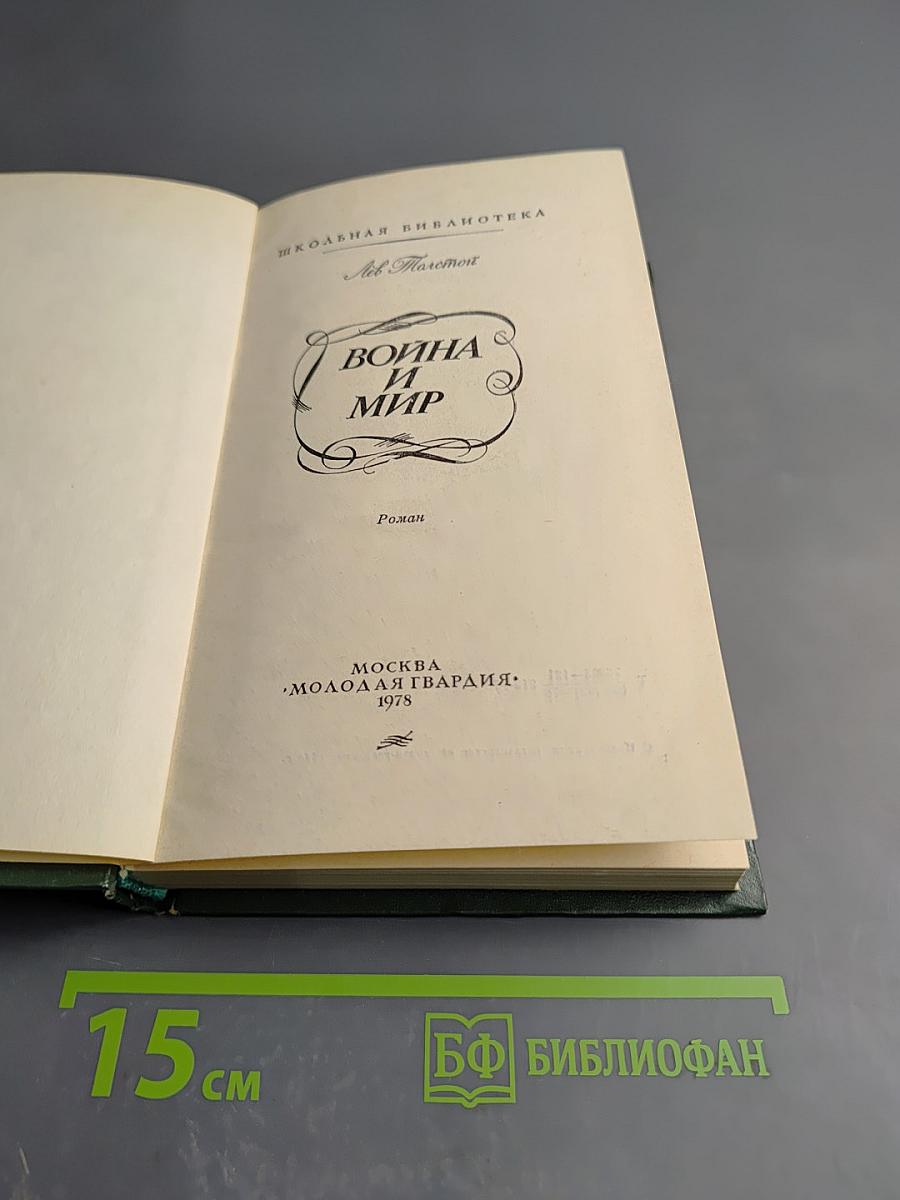 ШКОЛЬНАЯ БИБЛИОТЕКА
Лев Толстой
ВОЙНА
И
МИР
Роман
МОСКВА
«МОЛОДАЯ ГВАРДИЯ»
1978
15 см
БФ БИБЛИОФАН